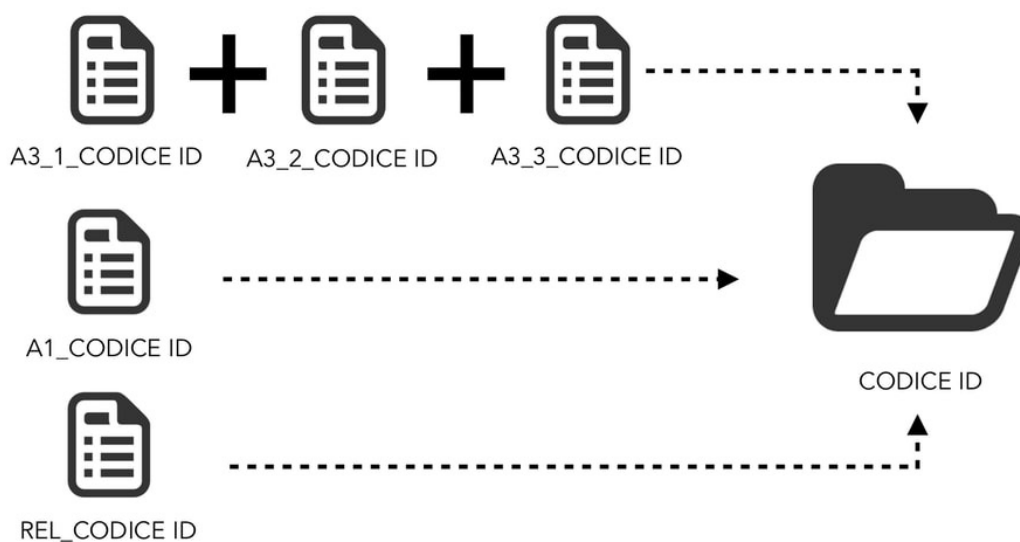 A3_1_CODICE ID
A3_2_CODICE ID
A3_3_CODICE ID
A1_CODICE ID
CODICE ID
REL_CODICE ID